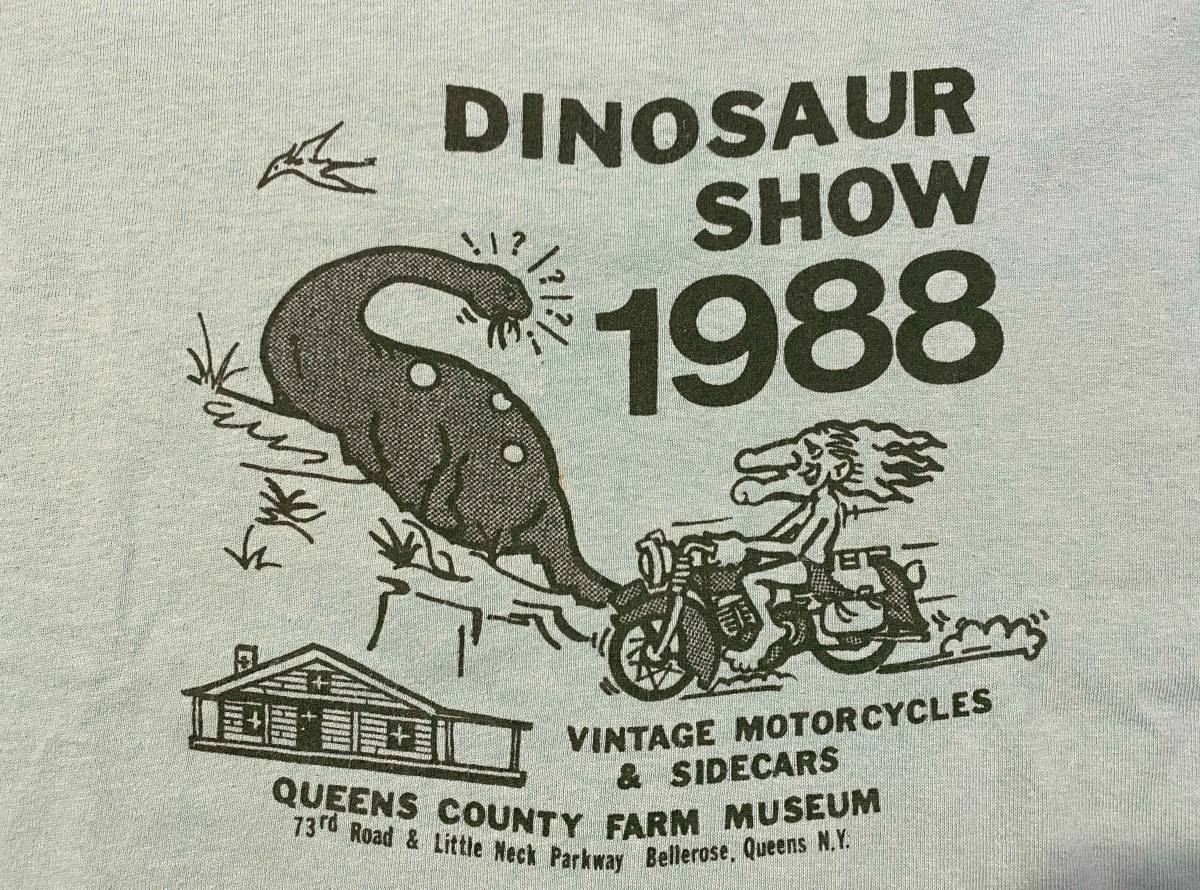 DINOSAUR
SHOW
1988
! ! ? ! ? ! ? ! ?
VINTAGE MOTORCYCLES
& SIDECARS
QUEENS COUNTY FARM MUSEUM
73rd Road & Little Neck Parkway Bellerose, Queens N.Y.